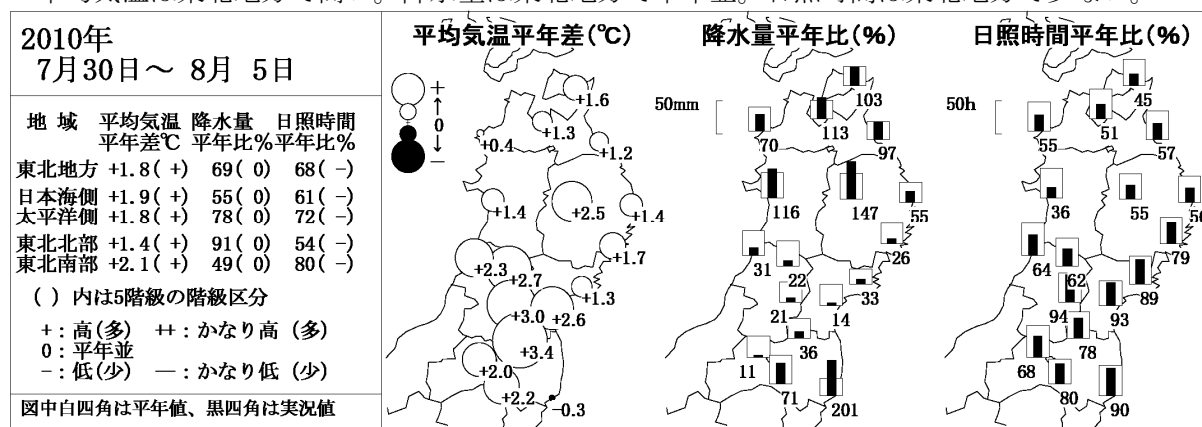 2010年
7月30日～ 8月 5日
地 域 平均気温 降水量 日照時間
平年差℃ 平年比% 平年比%
東北地方 +1.8( +) 69( 0) 68( -)
日本海側 +1.9( +) 55( 0) 61( -)
太平洋側 +1.8( +) 78( 0) 72( -)
東北北部 +1.4( +) 91( 0) 54( -)
東北南部 +2.1( +) 49( 0) 80( -)
( ) 内は5階級の階級区分
+：高(多) ++：かなり高 (多)
0：平年並
-：低(少) --：かなり低 (少)
図中白四角は平年値、黒四角は実況値
平均気温平年差(℃)
+
↑
0
↓
-
+1.6
+1.3
+0.4
+1.2
+1.4
+2.5
+1.4
+1.7
+2.3
+2.7
+1.3
+3.0
+2.6
+3.4
+2.0
+2.2
-0.3
降水量平年比(%)
50mm
103
113
70
97
116
147
55
26
31
22
33
21
14
36
11
71
201
日照時間平年比(%)
50h
45
51
55
57
36
55
56
79
64
62
89
94
93
78
68
80
90